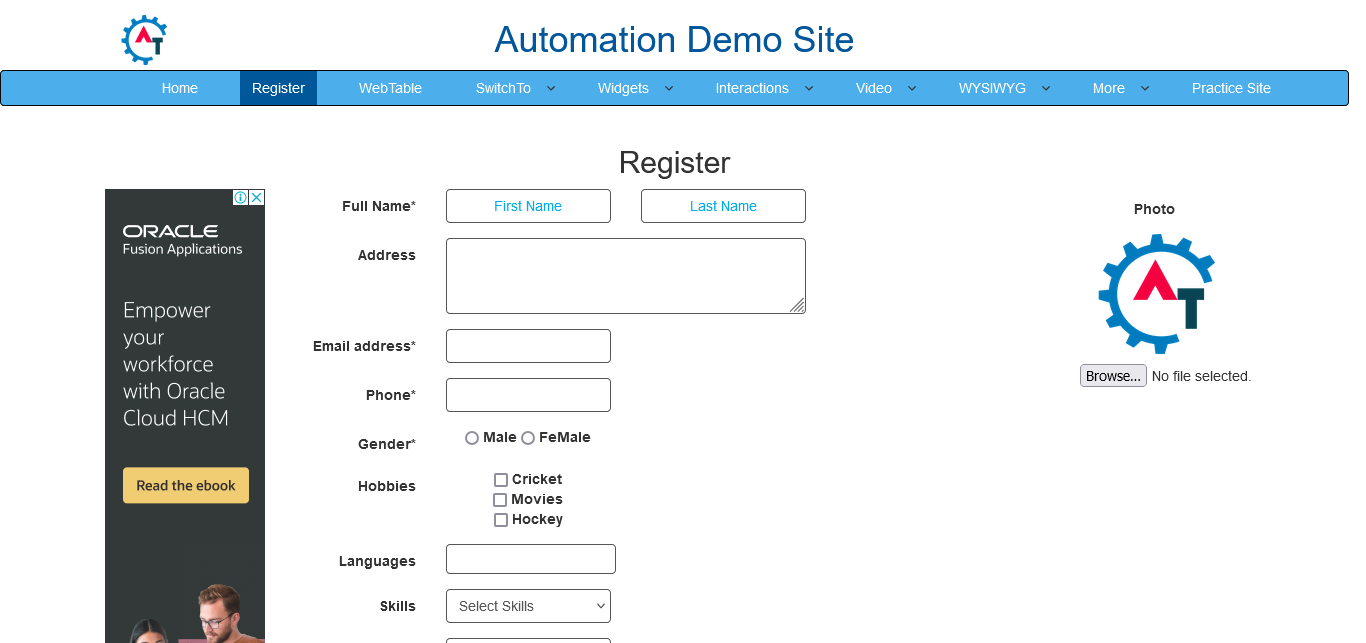 Automation Demo Site
Home Register WebTable SwitchTo Widgets Interactions Video WYSIWYG More Practice Site
Register
ORACLE
Fusion Applications
Empower
your
workforce
with Oracle
Cloud HCM
Read the ebook
Full Name* First Name Last Name
Address
Email address*
Phone*
Gender* Male FeMale
Hobbies Cricket
Movies
Hockey
Languages
Skills Select Skills
Photo
AT
Browse... No file selected.